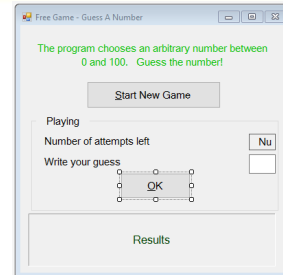 Free Game - Guess A Number
The program chooses an arbitrary number between
0 and 100. Guess the number!
Start New Game
Playing
Number of attempts left Nu
Write your guess
OK
Results